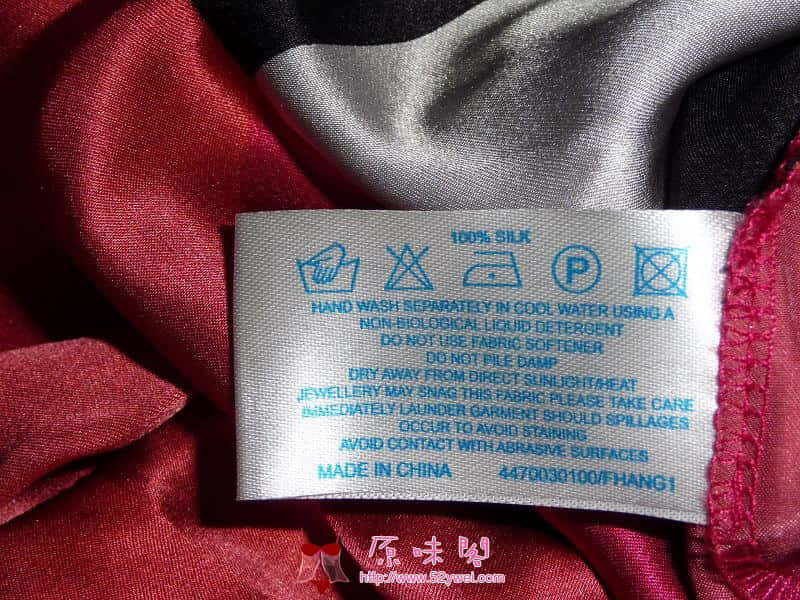 100% SILK
P
HAND WASH SEPARATELY IN COOL WATER USING A
NON-BIOLOGICAL LIQUID DETERGENT
DO NOT USE FABRIC SOFTENER
DO NOT PILE DAMP
DRY AWAY FROM DIRECT SUNLIGHT/HEAT
JEWELLERY MAY SNAG THIS FABRIC PLEASE TAKE CARE
IMMEDIATELY LAUNDER GARMENT SHOULD SPILLAGES
OCCUR TO AVOID STAINING
AVOID CONTACT WITH ABRASIVE SURFACES
MADE IN CHINA 4470030100/FHANG1
原味阁
http://www.52ywei.com